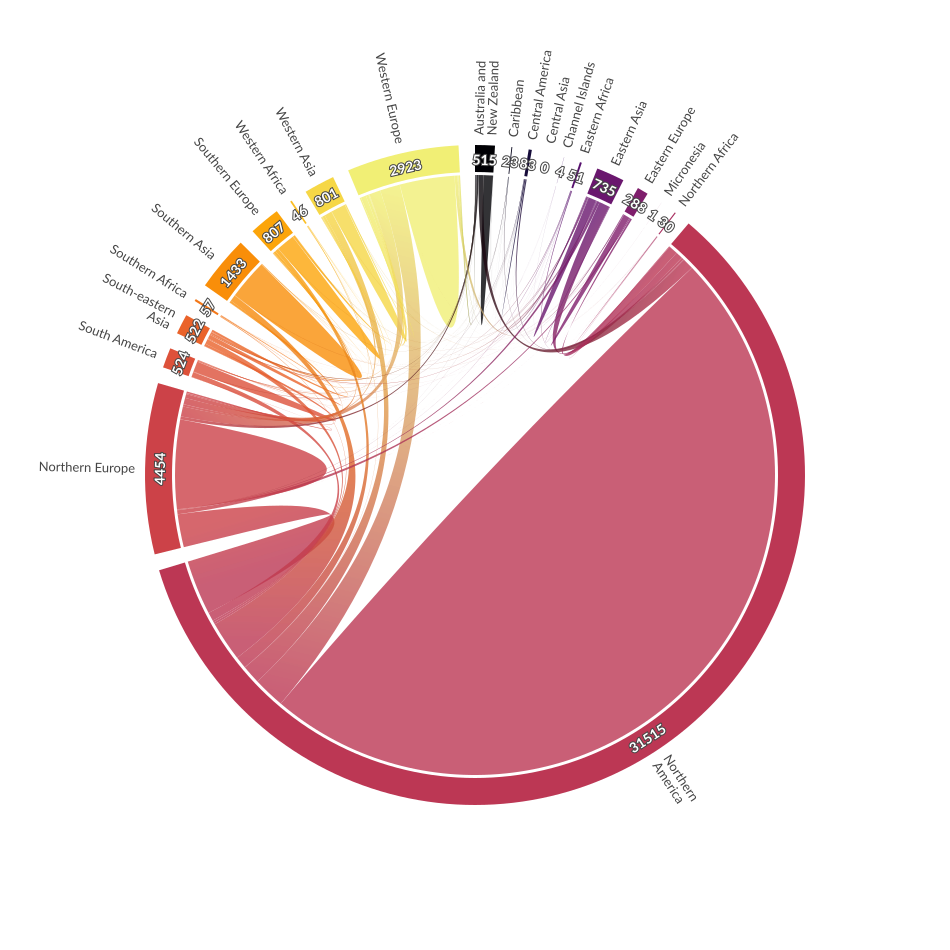 Australia and
New Zealand
515
Caribbean
23
Central America
83
Central Asia
0
Channel Islands
4
Eastern Africa
51
Eastern Asia
735
Eastern Europe
288
Micronesia
1
Northern Africa
30
Northern
America
31515
Northern Europe
4454
South America
524
South-eastern
Asia
522
Southern Africa
57
Southern Asia
1433
Southern Europe
807
Western Africa
46
Western Asia
801
Western Europe
2923